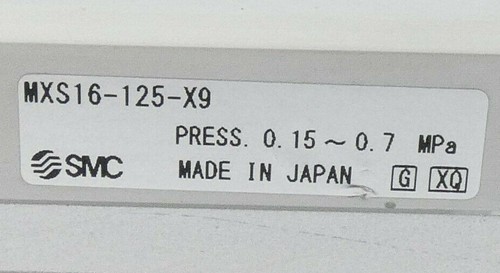 MXS16-125-X9
PRESS. 0.15～0.7 MPa
SMC MADE IN JAPAN G XQ